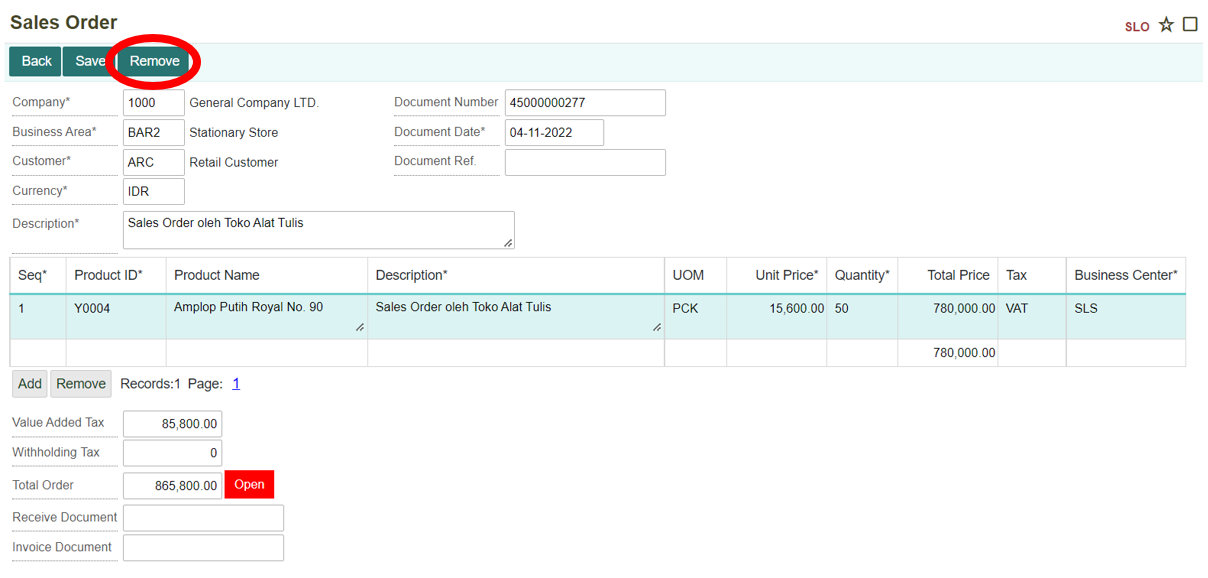 Sales Order
SLO
Back Save Remove
Company* 1000 General Company LTD. Document Number 45000000277
Business Area* BAR2 Stationary Store Document Date* 04-11-2022
Customer* ARC Retail Customer Document Ref.
Currency* IDR
Description* Sales Order oleh Toko Alat Tulis
Seq* Product ID* Product Name Description* UOM Unit Price* Quantity* Total Price Tax Business Center*
1 Y0004 Amplop Putih Royal No. 90 Sales Order oleh Toko Alat Tulis PCK 15,600.00 50 780,000.00 VAT SLS
780,000.00
Add Remove Records:1 Page: 1
Value Added Tax 85,800.00
Withholding Tax 0
Total Order 865,800.00 Open
Receive Document
Invoice Document